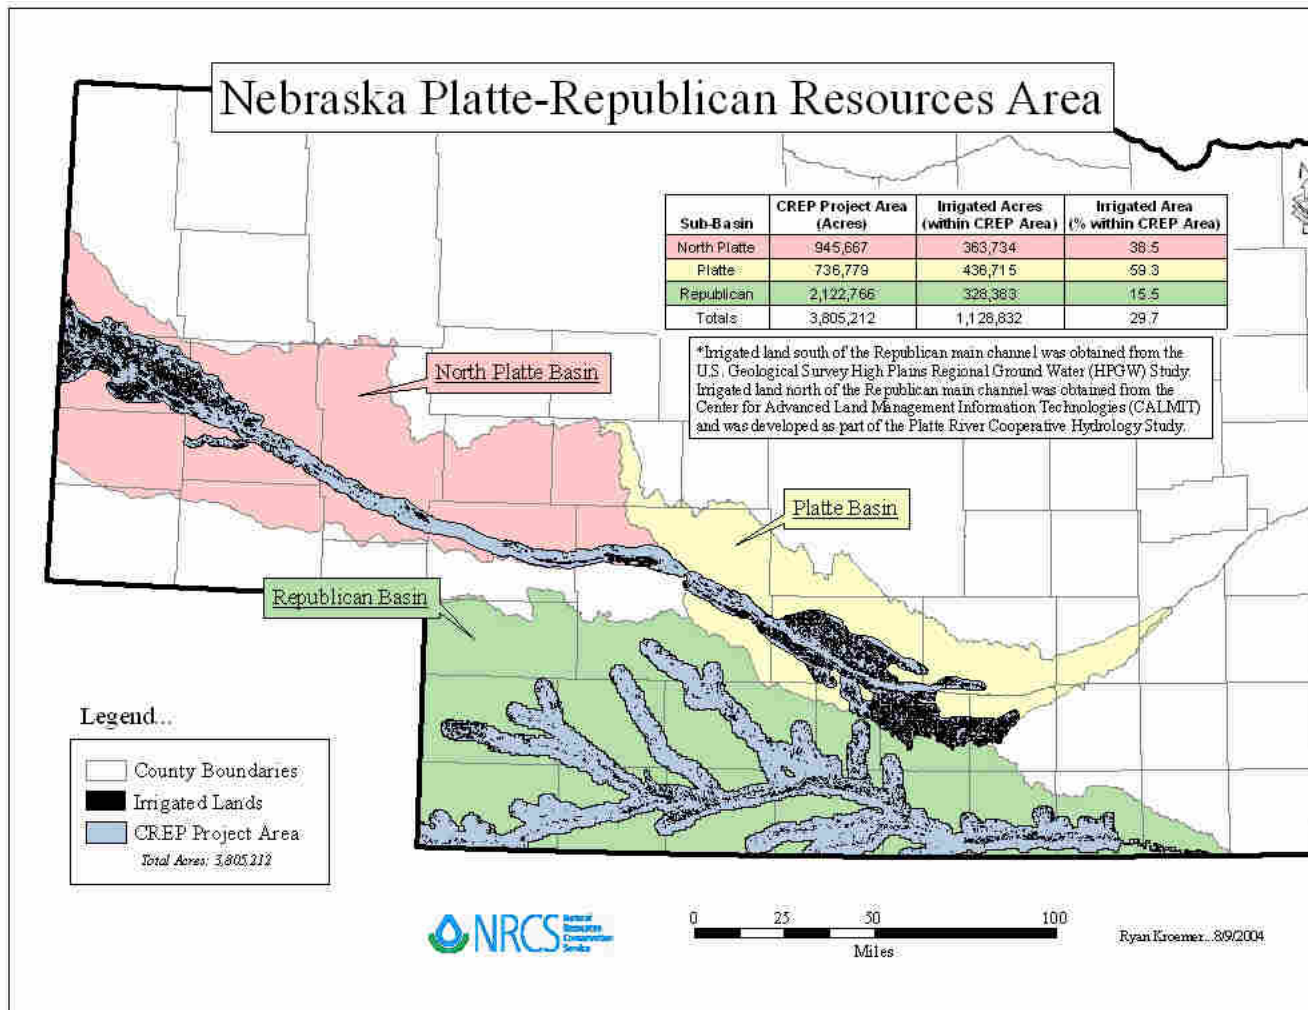 Nebraska Platte-Republican Resources Area
Sub-Basin CREP Project Area (Acres) Irrigated Acres (within CREP Area) Irrigated Area (% within CREP Area)
North Platte 945,667 363,734 38.5
Platte 736,779 436,715 59.3
Republican 2,122,766 328,383 15.5
Totals 3,805,212 1,128,832 29.7
*Irrigated land south of the Republican main channel was obtained from the
U.S. Geological Survey High Plains Regional Ground Water (HPGW) Study.
Irrigated land north of the Republican main channel was obtained from the
Center for Advanced Land Management Information Technologies (CALMIT)
and was developed as part of the Platte River Cooperative Hydrology Study.
North Platte Basin
Platte Basin
Republican Basin
Legend...
County Boundaries
Irrigated Lands
CREP Project Area
Total Acres: 3,805,212
NRCS
Natural
Resources
Conservation
Service
0 25 50 100
Miles
Ryan Kroemer...8/9/2004